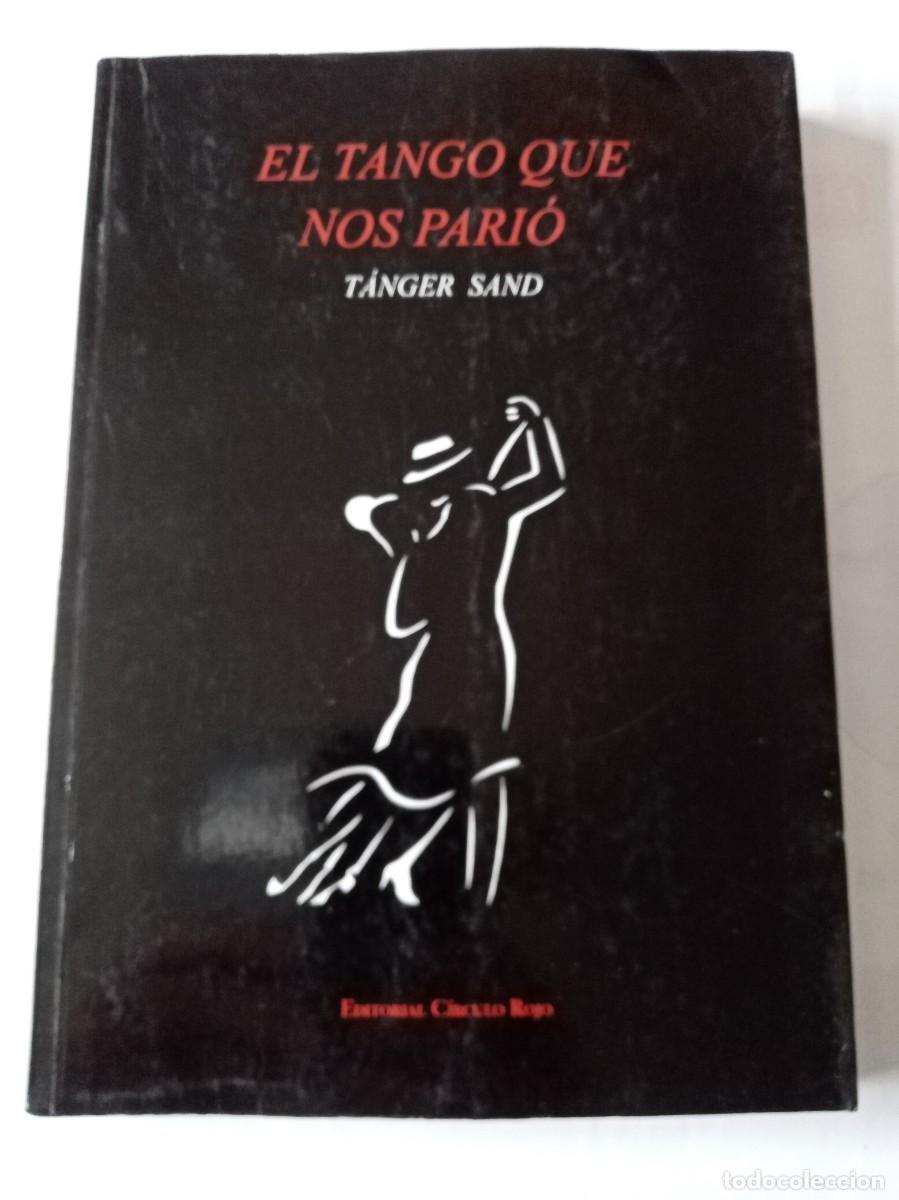 EL TANGO QUE
NOS PARIÓ
TÁNGER SAND
EDITORIAL CÍRCULO ROJO
todocoleccion